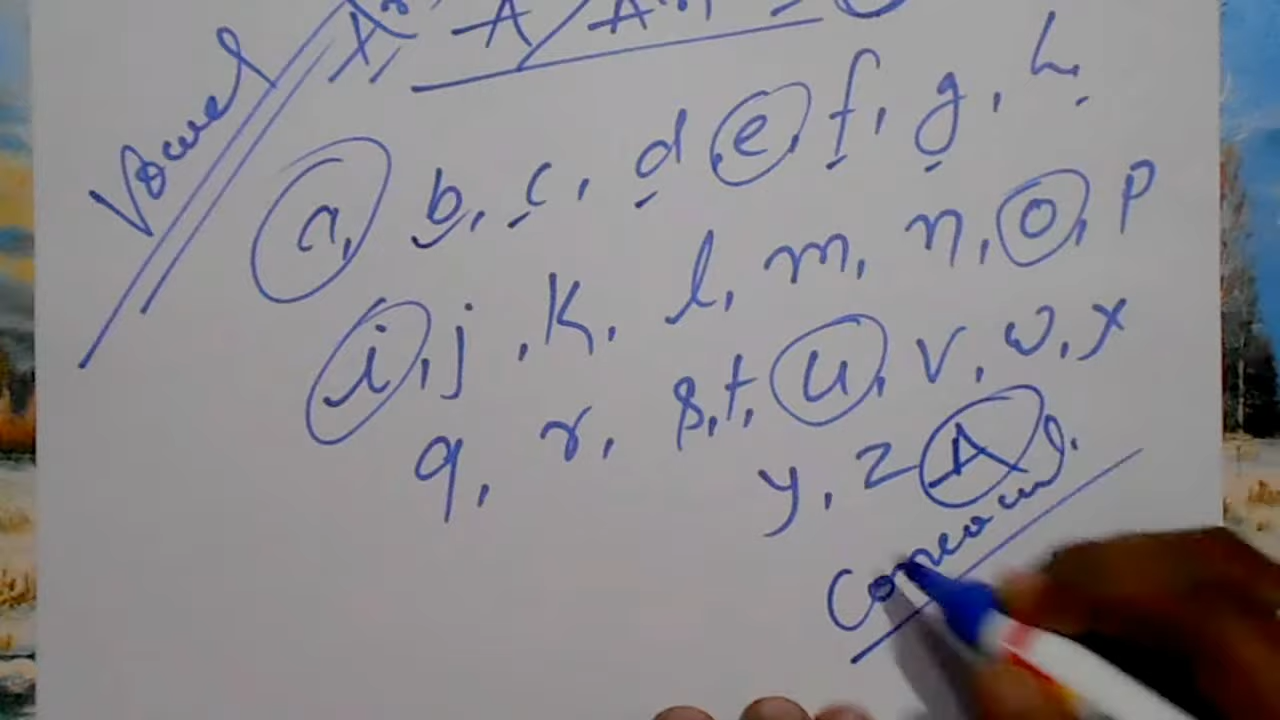 Vowel
A, A/An
a, b, c, d e, f, g, h.
i, j, k, l, m, n, o, p
q, r, s, t, u, v, w, x
y, z A